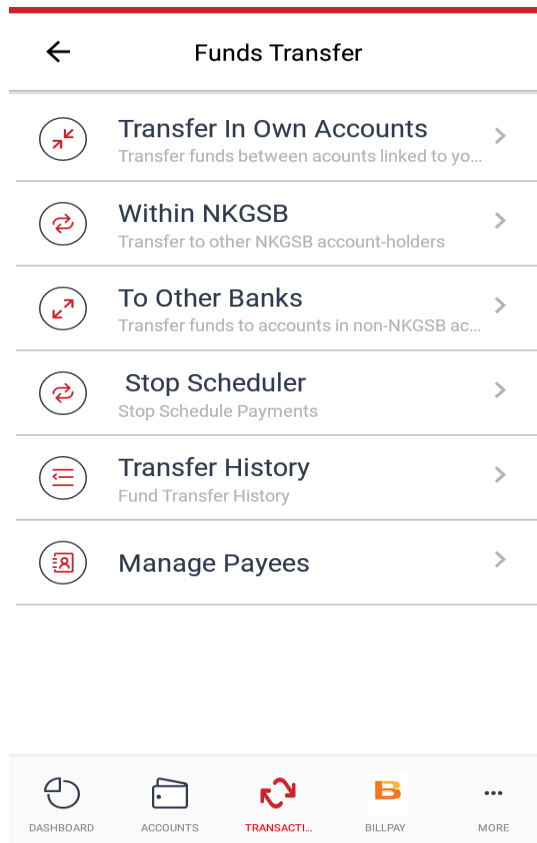 Funds Transfer
Transfer In Own Accounts
Transfer funds between acounts linked to yo...
Within NKGSB
Transfer to other NKGSB account-holders
To Other Banks
Transfer funds to accounts in non-NKGSB ac...
Stop Scheduler
Stop Schedule Payments
Transfer History
Fund Transfer History
Manage Payees
B
DASHBOARD ACCOUNTS TRANSACTI... BILLPAY MORE